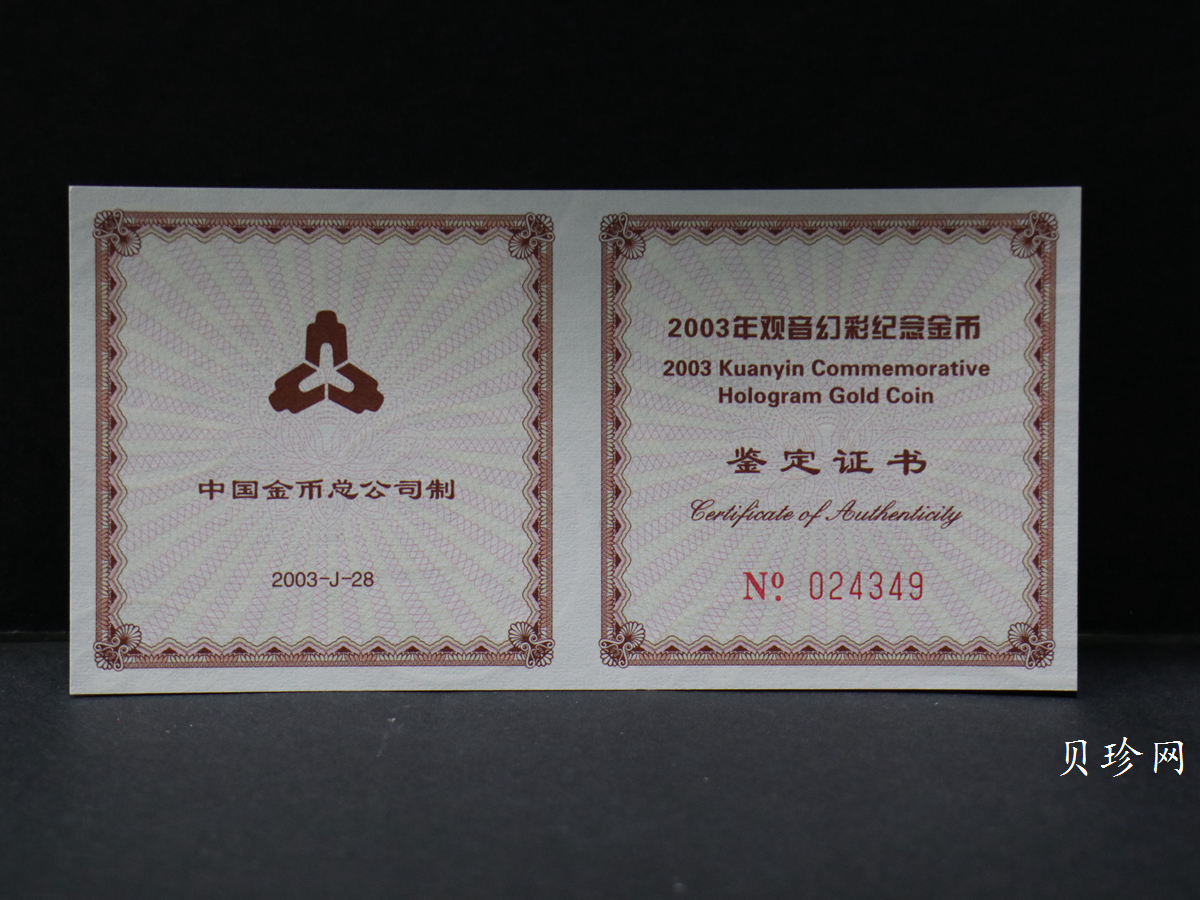 中国金币总公司制
2003-J-28
2003年观音幻彩纪念金币
2003 Kuanyin Commemorative
Hologram Gold Coin
鉴定证书
Certificate of Authenticity
Nº. 024349
贝珍网